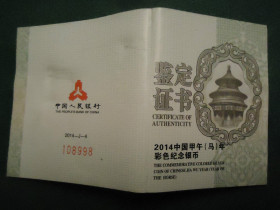 中国人民银行
THE PEOPLE'S BANK OF CHINA
2014-J-4
108998
鉴定
证书
CERTIFICATE OF
AUTHENTICITY
2014中国甲午(马)年
彩色纪念银币
THE COMMEMORATIVE COLORED SILVER
COIN OF CHINESE JIA-WU YEAR (YEAR OF
THE HORSE)